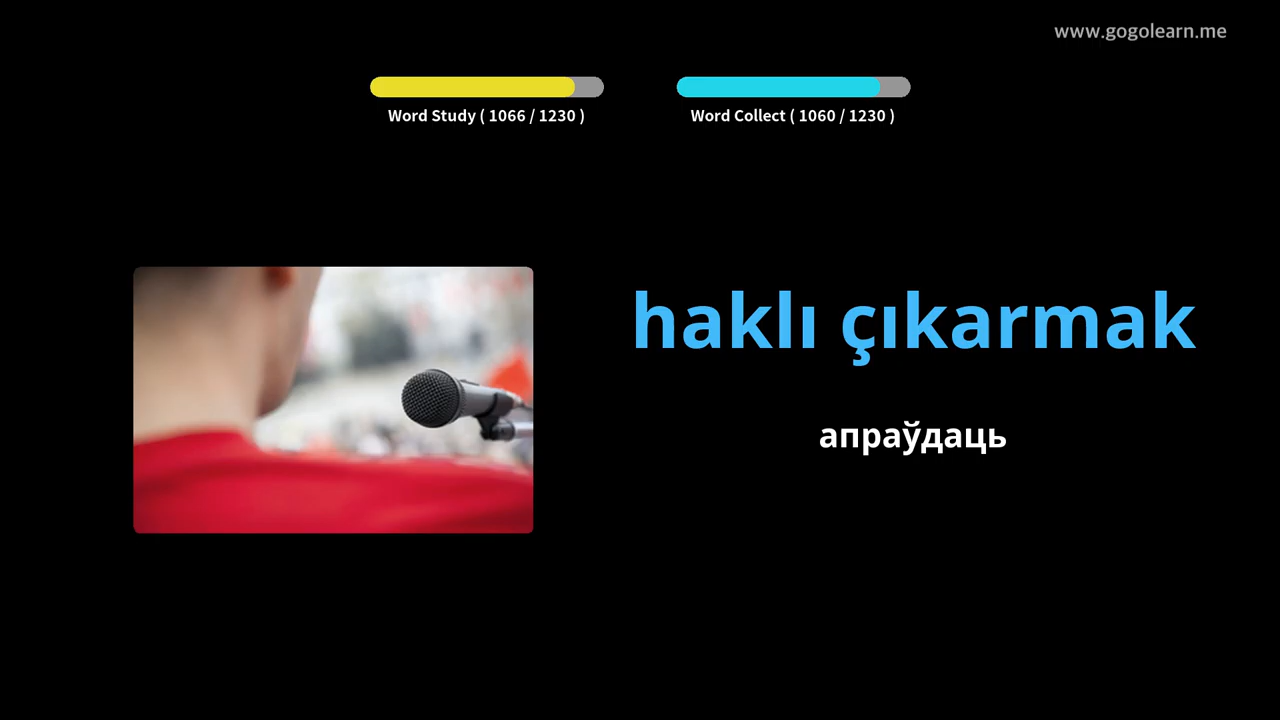 www.gogolearn.me
Word Study ( 1066 / 1230 )
Word Collect ( 1060 / 1230 )
haklı çıkarmak
апраўдаць